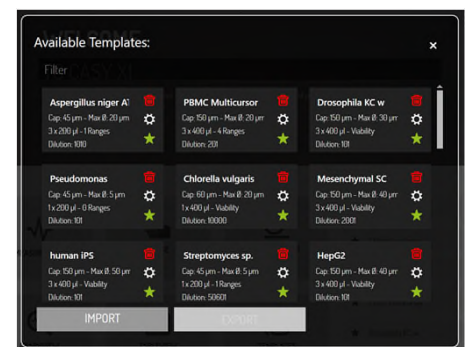 Available Templates:
×
Filter
Aspergillus niger A
Cap: 45 µm - Max Ø: 20 µm
3 x 200 µl - 1 Ranges
Dilution: 1010
PBMC Multicursor
Cap: 150 µm - Max Ø: 20 µm
3 x 400 µl - 4 Ranges
Dilution: 201
Drosophila KC w
Cap: 150 µm - Max Ø: 30 µm
3 x 400 µl - Viability
Dilution: 101
Pseudomonas
Cap: 45 µm - Max Ø: 5 µm
1 x 200 µl - 0 Ranges
Dilution: 101
Chlorella vulgaris
Cap: 60 µm - Max Ø: 20 µm
1 x 400 µl - Viability
Dilution: 10000
Mesenchymal SC
Cap: 150 µm - Max Ø: 40 µm
3 x 400 µl - Viability
Dilution: 2001
human iPS
Cap: 150 µm - Max Ø: 50 µm
3 x 400 µl - Viability
Dilution: 101
Streptomyces sp.
Cap: 45 µm - Max Ø: 5 µm
1 x 200 µl - 1 Ranges
Dilution: 50601
HepG2
Cap: 150 µm - Max Ø: 40 µm
3 x 400 µl - Viability
Dilution: 101
IMPORT
EXPORT